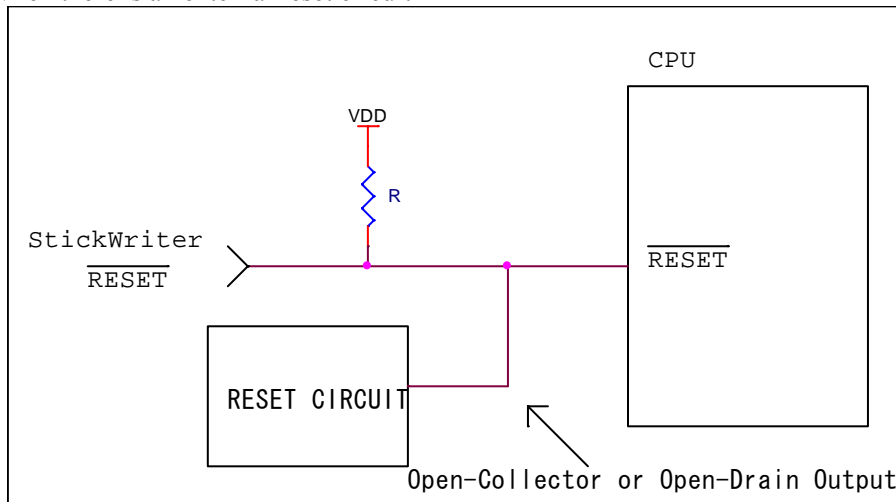 CPU
VDD
R
StickWriter
RESET
RESET
RESET CIRCUIT
Open-Collector or Open-Drain Output